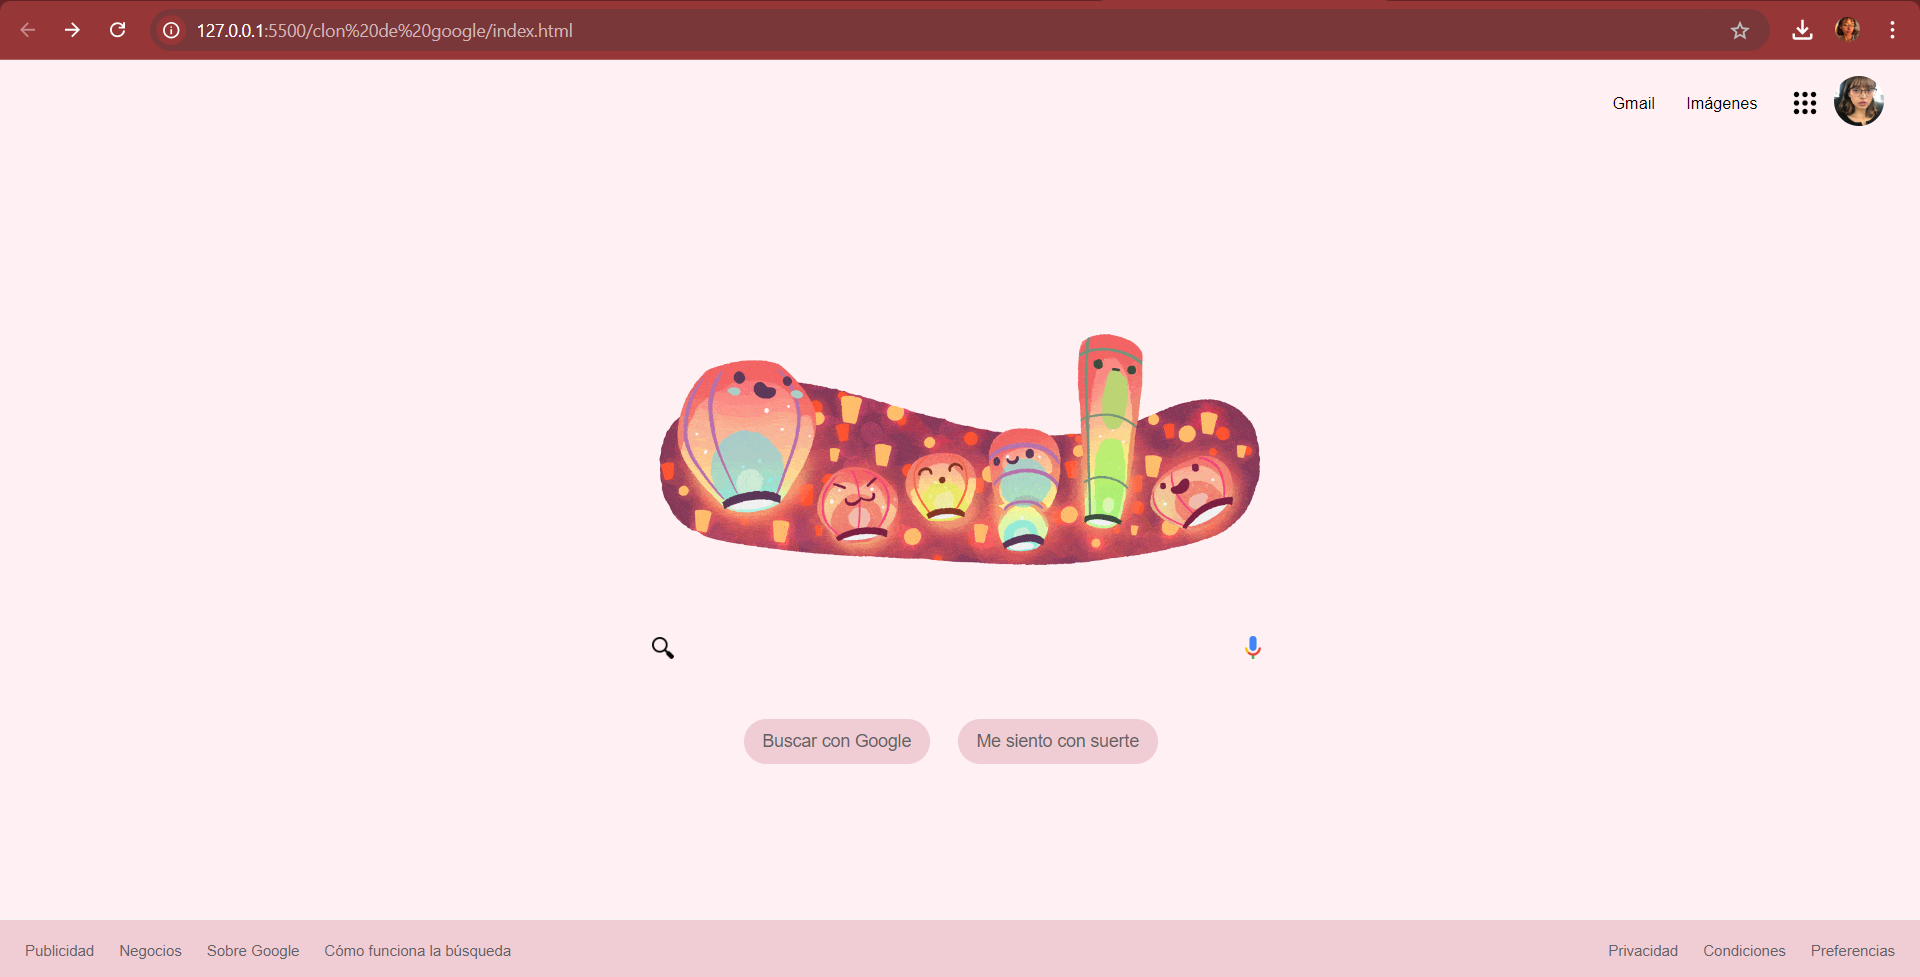 127.0.0.1:5500/clon%20de%20google/index.html
Gmail Imágenes
Buscar con Google Me siento con suerte
Publicidad Negocios Sobre Google Cómo funciona la búsqueda Privacidad Condiciones Preferencias